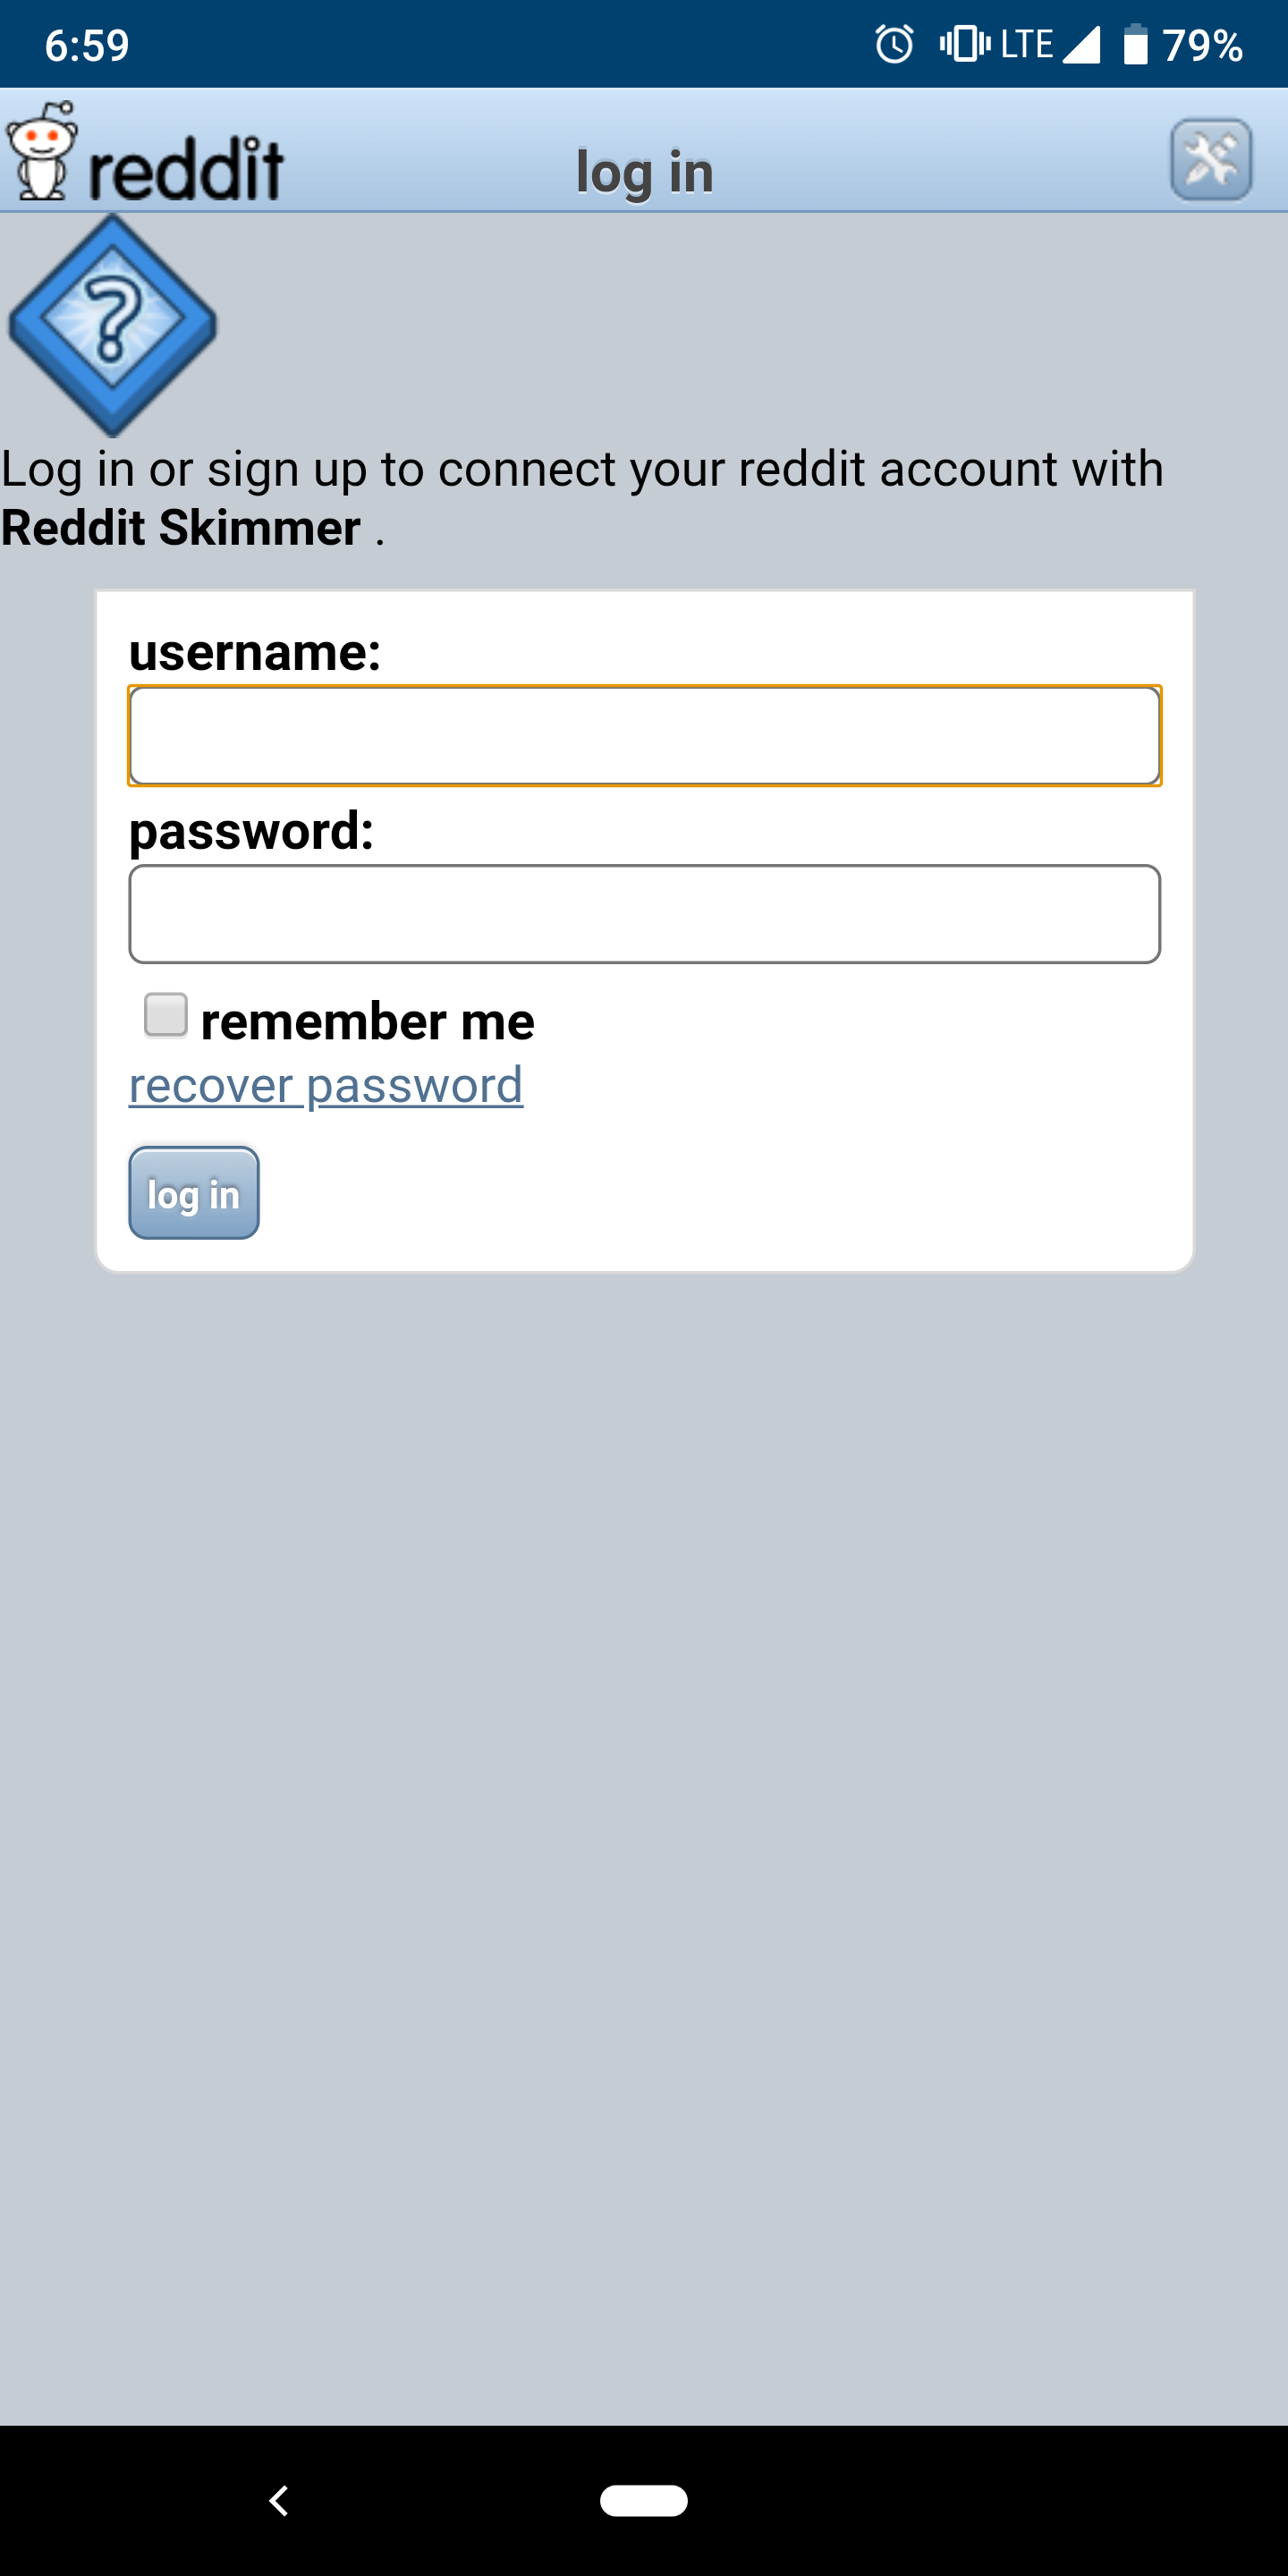 6:59 LTE 79%
reddit log in
?
Log in or sign up to connect your reddit account with
Reddit Skimmer .
username:
password:
remember me
recover password
log in